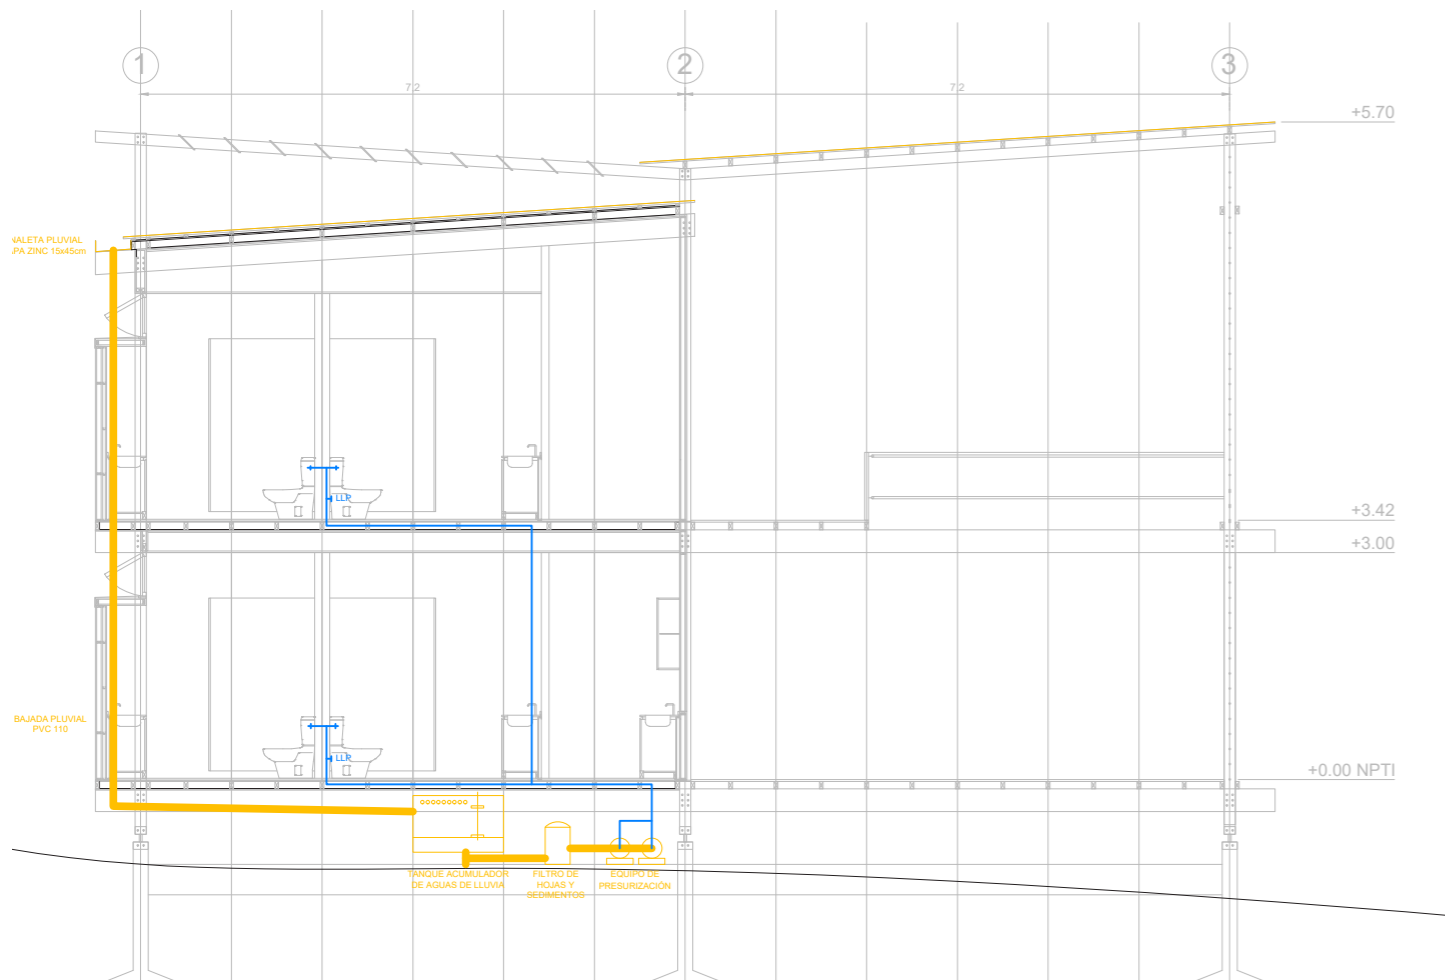 1
2
3
7.2
7.2
+5.70
NALETA PLUVIAL
PA ZINC 15x45cm
LLP
+3.42
+3.00
BAJADA PLUVIAL
PVC 110
LLP
+0.00 NPTI
TANQUE ACUMULADOR
DE AGUAS DE LLUVIA
FILTRO DE
HOJAS Y
SEDIMENTOS
EQUIPO DE
PRESURIZACIÓN